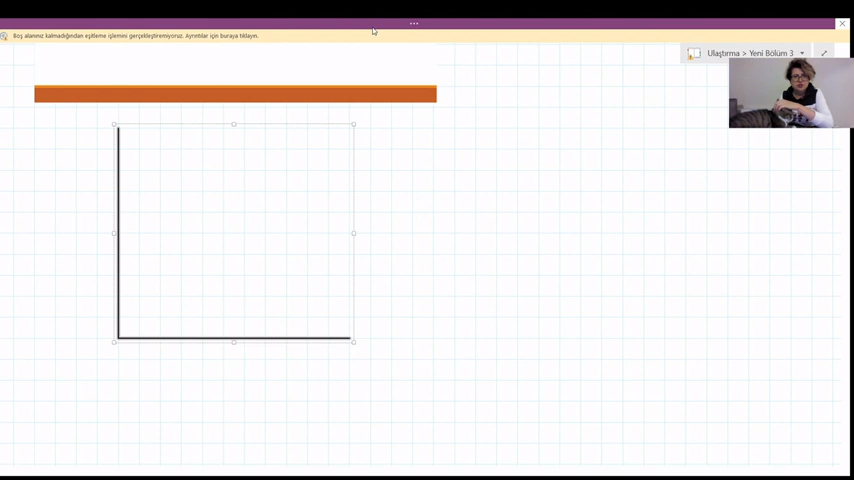 Boş alanınız kalmadığından eşitleme işlemini gerçekleştiremiyoruz. Ayrıntılar için buraya tıklayın.
Ulaştırma > Yeni Bölüm 3